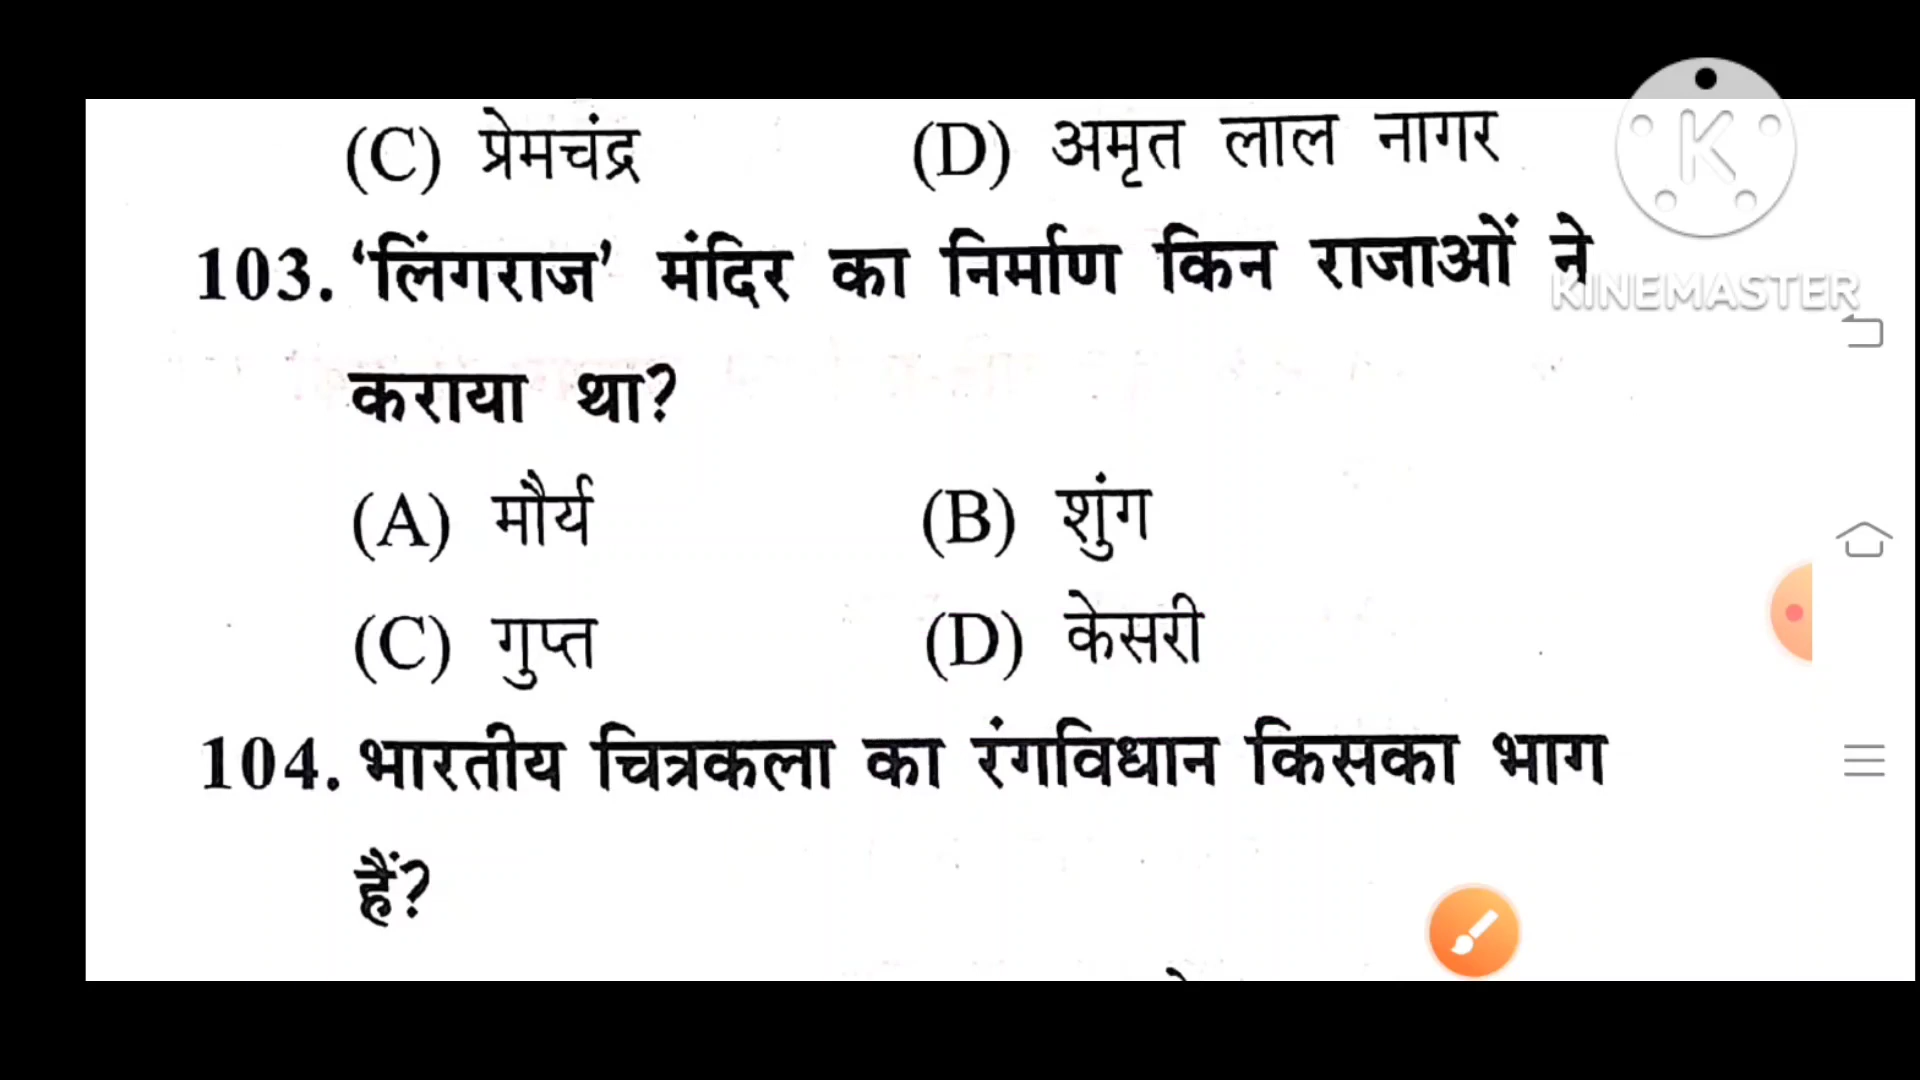 (C) प्रेमचंद्र (D) अमृत लाल नागर
103. ‘लिंगराज’ मंदिर का निर्माण किन राजाओं ने
KINEMASTER
कराया था?
(A) मौर्य (B) शुंग
(C) गुप्त (D) केसरी
104. भारतीय चित्रकला का रंगविधान किसका भाग
हैं?